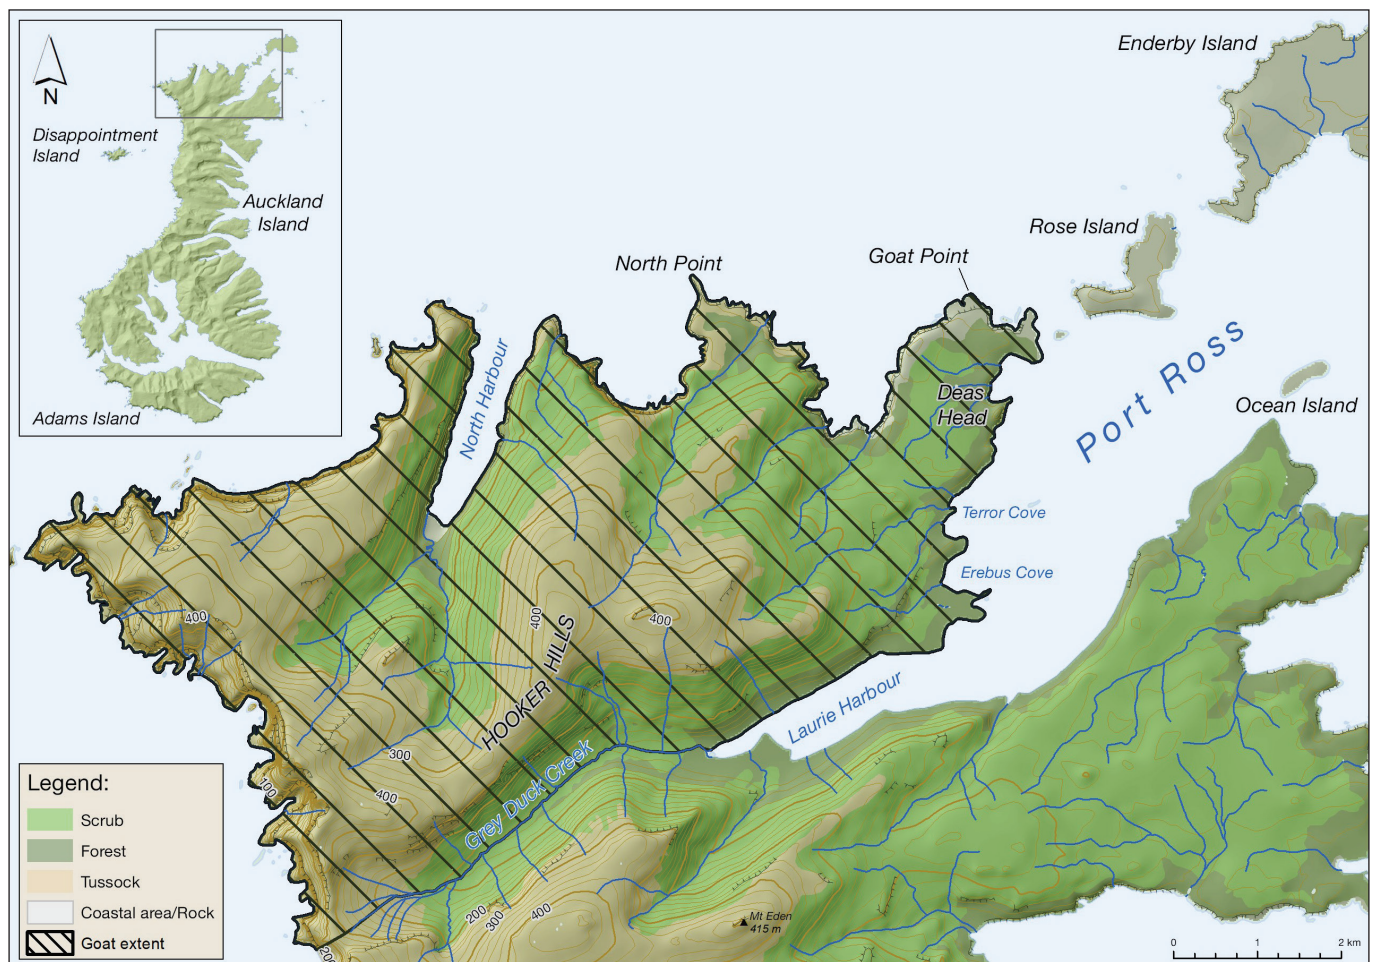 N
Disappointment
Island
Auckland
Island
Adams Island
Enderby Island
Rose Island
North Point
Goat Point
North Harbour
Port Ross
Deas
Head
Ocean Island
Terror Cove
Erebus Cove
400
400
400
HOOKER HILLS
Laurie Harbour
300
400
100
Grey Duck Creek
200
300
400
200
Mt Eden
415 m
Legend:
Scrub
Forest
Tussock
Coastal area/Rock
Goat extent
0 1 2 km